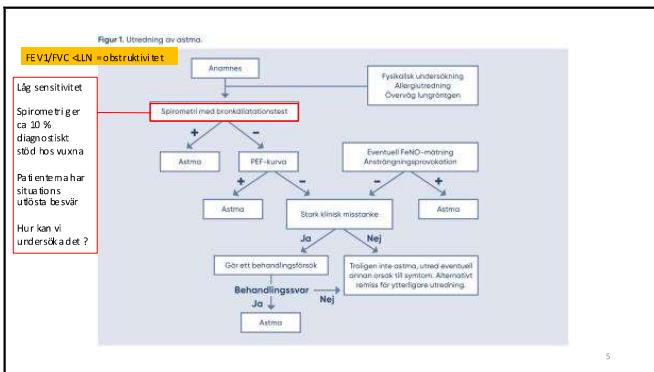 Figur 1. Utredning av astma.
FEV1/FVC <LLN = obstruktivitet
Anamnes
Fysikalisk undersökning
Allergiutredning
Överväg lungröntgen
Låg sensitivitet
Spirometri ger
ca 10 %
diagnostiskt
stöd hos vuxna
Patienterna har
situations
utlösta besvär
Hur kan vi
undersöka det ?
Spirometri med bronkdilatationstest
+
–
Astma
PEF-kurva
Eventuell FeNO-mätning
Ansträngningsprovokation
+
–
–
+
Astma
Stark klinisk misstanke
Astma
Ja
Nej
Gör ett behandlingsförsök
Troligen inte astma, utred eventuell
annan orsak till symtom. Alternativt
remiss för ytterligare utredning.
Behandlingssvar
Nej
Ja
Astma
5